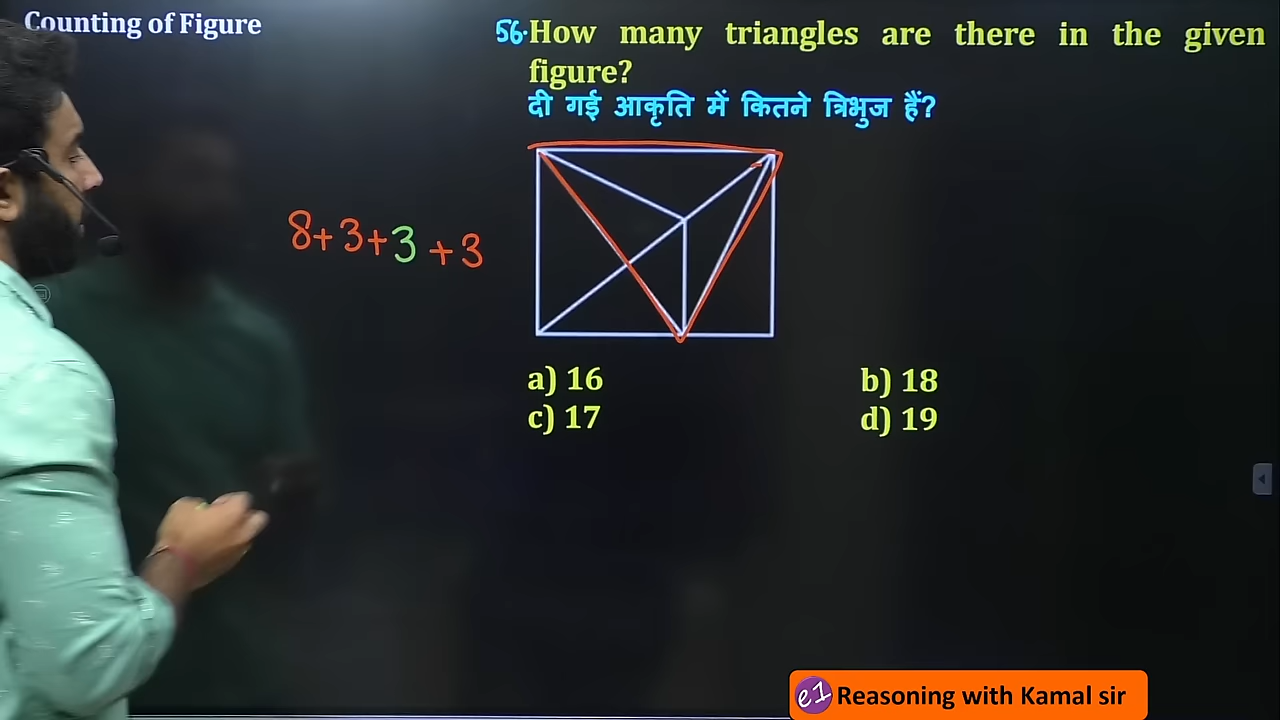 Counting of Figure
56. How many triangles are there in the given
figure?
दी गई आकृति में कितने त्रिभुज हैं?
8+3+3+3
a) 16
b) 18
c) 17
d) 19
e1 Reasoning with Kamal sir